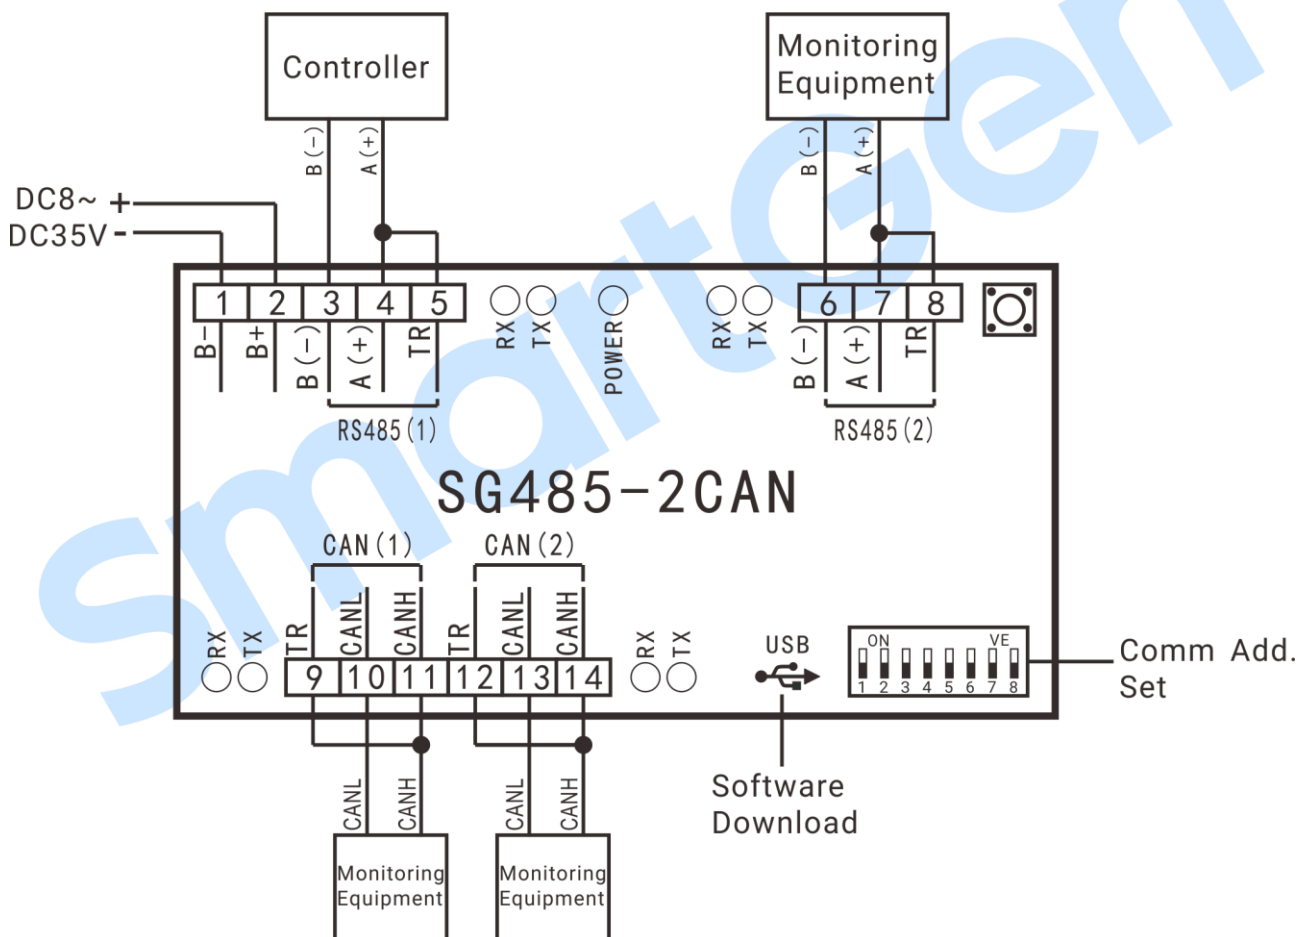 Controller
Monitoring
Equipment
B(-)
A(+)
B(-)
A(+)
DC8~ +
DC35V -
1
2
3
4
5
6
7
8
B-
B+
B(-)
A(+)
TR
RX
TX
POWER
RX
TX
B(-)
A(+)
TR
RS485(1)
RS485(2)
SG485-2CAN
CAN(1)
CAN(2)
RX
TX
TR
CANL
CANH
TR
CANL
CANH
RX
TX
9
10
11
12
13
14
USB
ON
VE
1 2 3 4 5 6 7 8
Comm Add.
Set
CANL
CANH
CANL
CANH
Software
Download
Monitoring
Equipment
Monitoring
Equipment
SmartGen